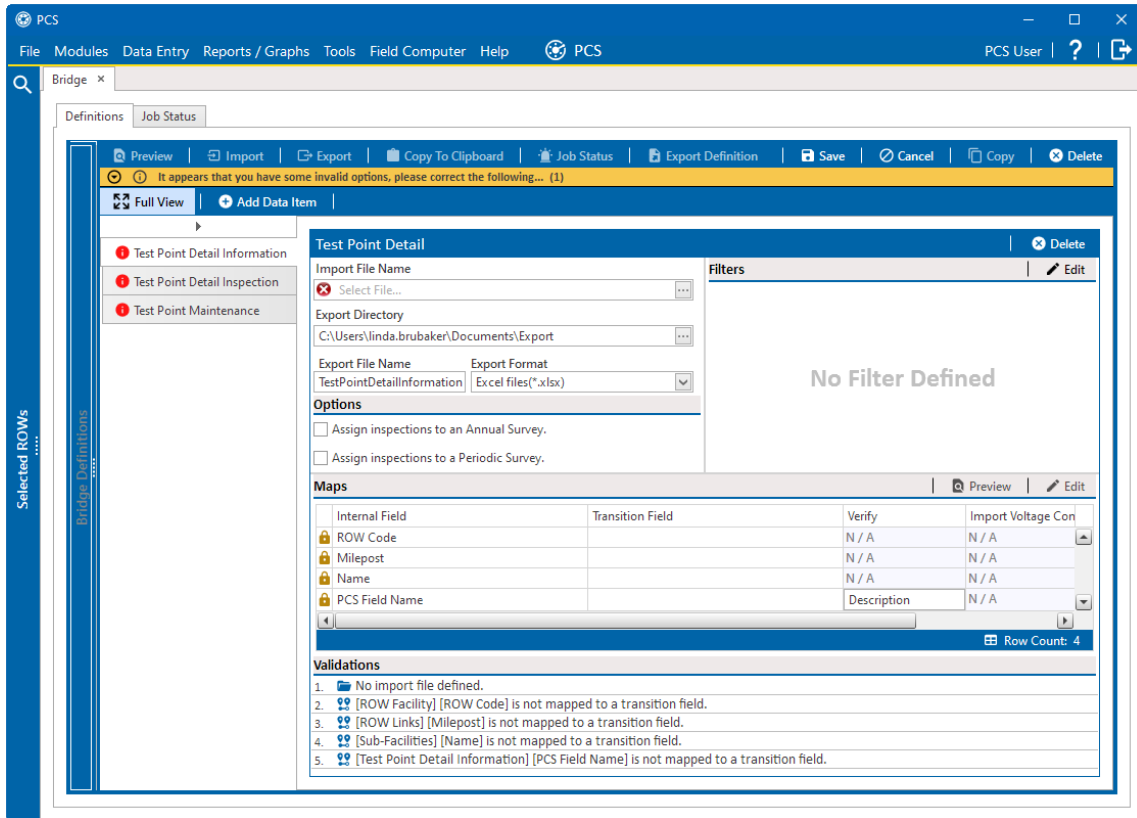 PCS
File Modules Data Entry Reports / Graphs Tools Field Computer Help PCS PCS User ?
Bridge ×
Definitions Job Status
Preview Import Export Copy To Clipboard Job Status Export Definition Save Cancel Copy Delete
It appears that you have some invalid options, please correct the following... (1)
Full View Add Data Item
Test Point Detail Information
Test Point Detail Inspection
Test Point Maintenance
Selected ROWs
Bridge Definitions
Test Point Detail Delete
Import File Name
Select File... ...
Export Directory
C:\Users\linda.brubaker\Documents\Export ...
Export File Name Export Format
TestPointDetailInformation Excel files(*.xlsx)
Options
Assign inspections to an Annual Survey.
Assign inspections to a Periodic Survey.
Filters Edit
No Filter Defined
Maps Preview Edit
Internal Field Transition Field Verify Import Voltage Con
ROW Code N / A N / A
Milepost N / A N / A
Name N / A N / A
PCS Field Name Description N / A
Row Count: 4
Validations
1. No import file defined.
2. [ROW Facility] [ROW Code] is not mapped to a transition field.
3. [ROW Links] [Milepost] is not mapped to a transition field.
4. [Sub-Facilities] [Name] is not mapped to a transition field.
5. [Test Point Detail Information] [PCS Field Name] is not mapped to a transition field.